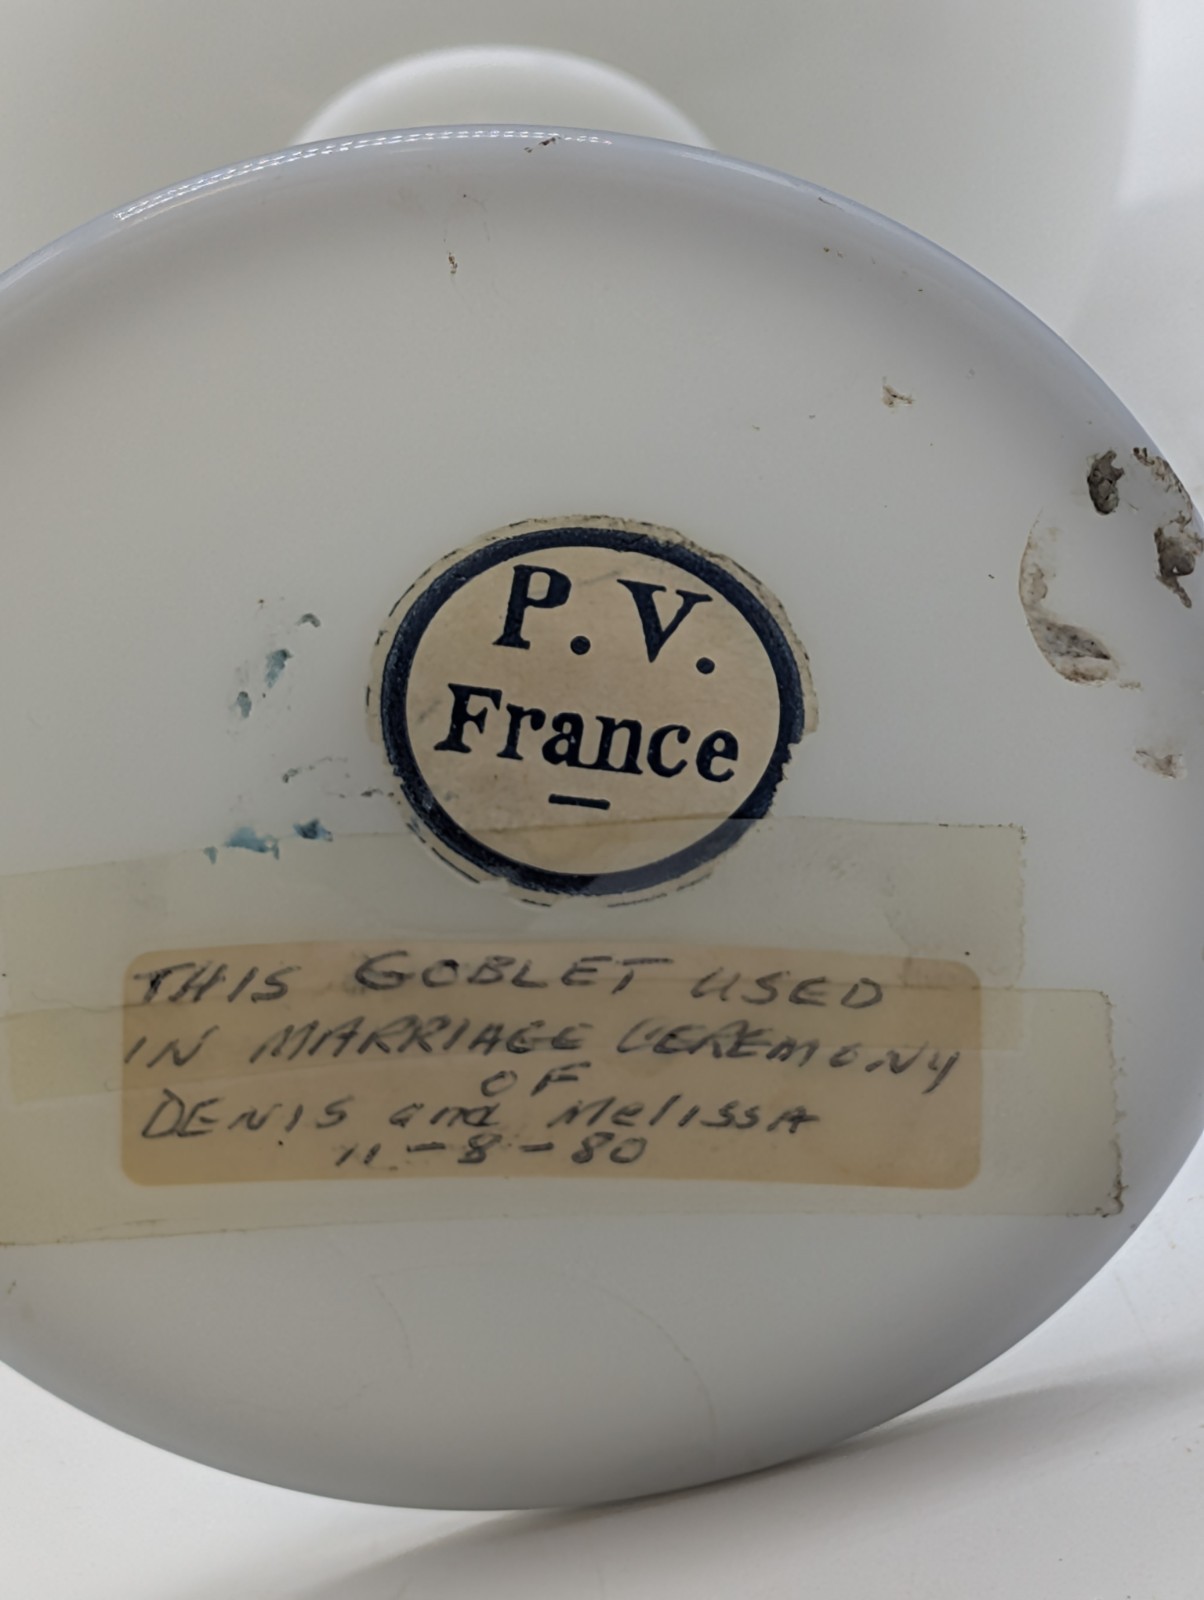 P. V.
France
THIS GOBLET USED
IN MARRIAGE CEREMONY
OF
DENIS and MelissA
11-8-80